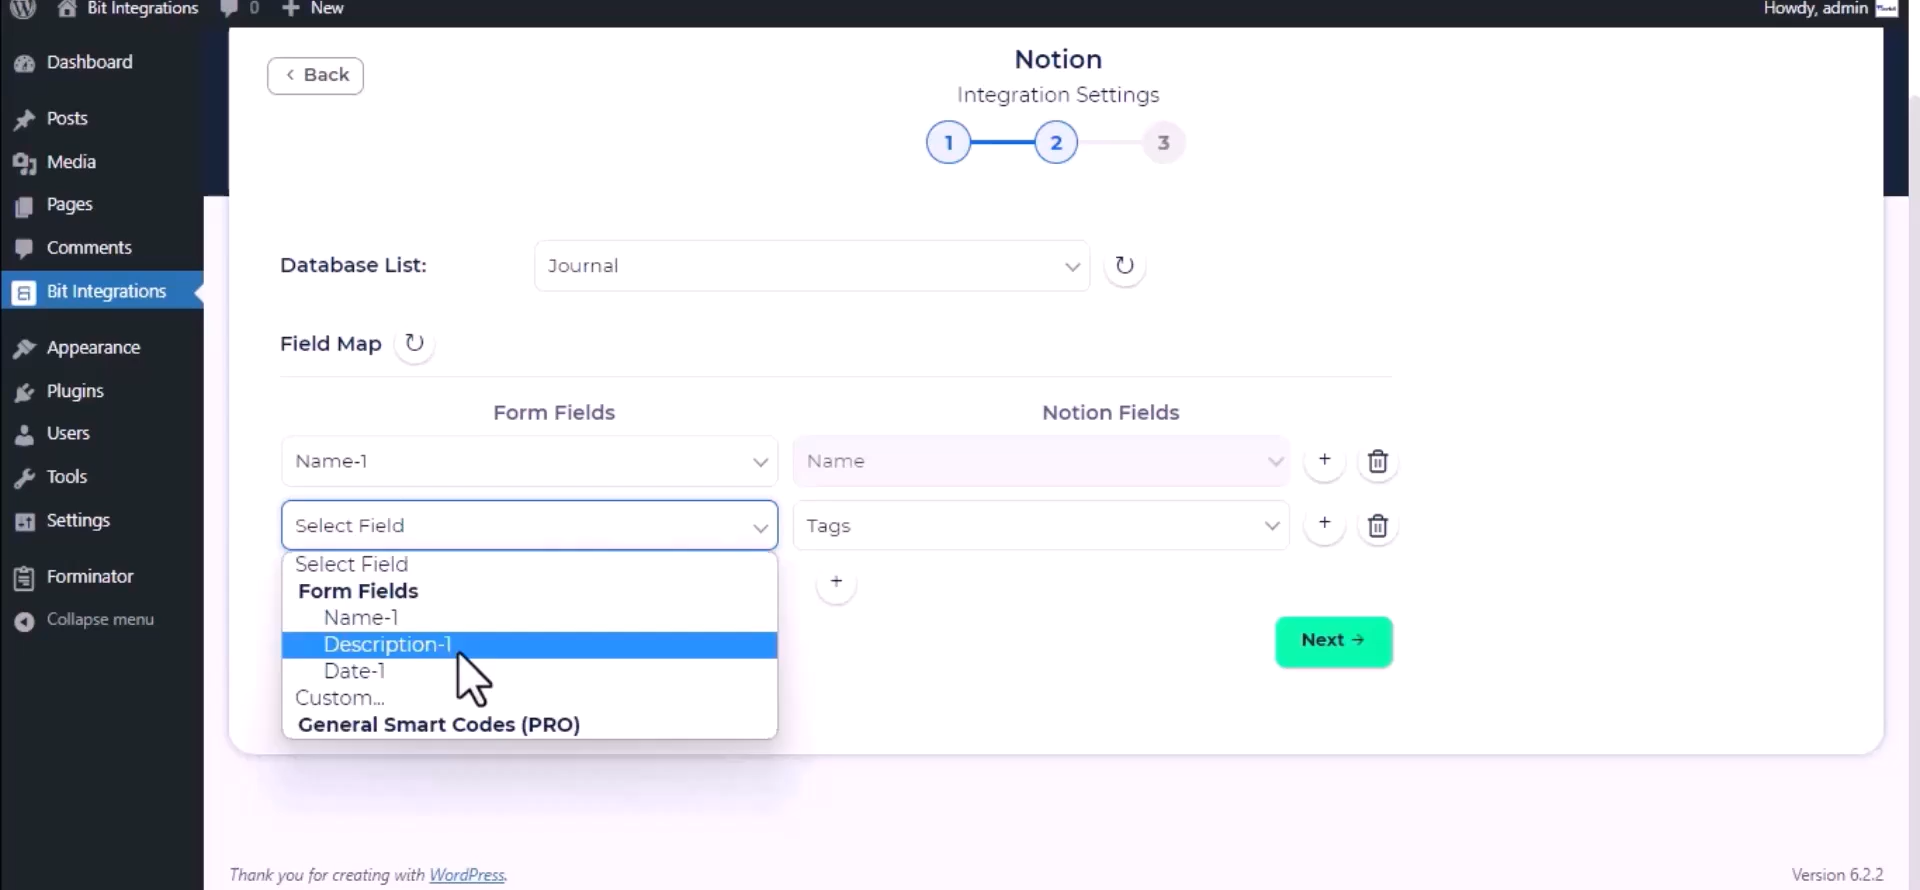 Bit Integrations 0 + New Howdy, admin
Dashboard
Posts
Media
Pages
Comments
Bit Integrations
Appearance
Plugins
Users
Tools
Settings
Forminator
Collapse menu
< Back
Notion
Integration Settings
1 2 3
Database List: Journal
Field Map
Form Fields Notion Fields
Name-1 Name +
Select Field Tags +
Select Field
Form Fields
Name-1
Description-1
Date-1
Custom...
General Smart Codes (PRO)
+
Next →
Thank you for creating with WordPress. Version 6.2.2